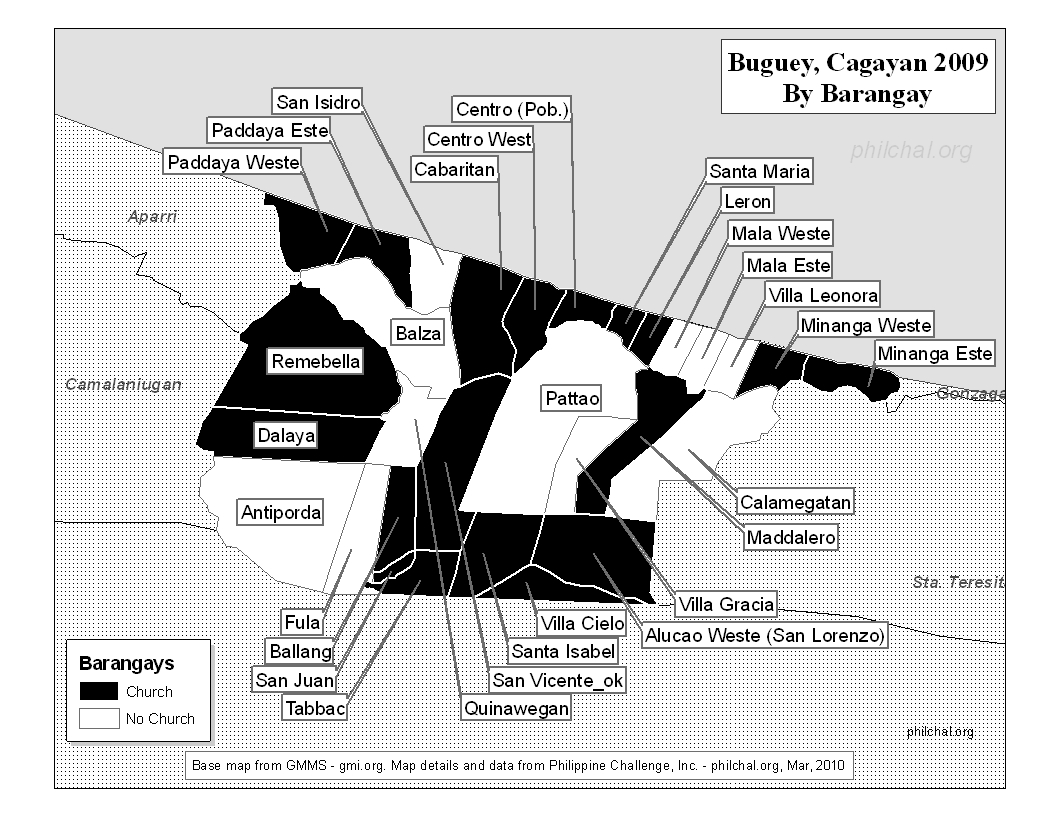 Buguey, Cagayan 2009
By Barangay
philchal.org
San Isidro
Paddaya Este
Paddaya Weste
Centro (Pob.)
Centro West
Cabaritan
Santa Maria
Leron
Mala Weste
Mala Este
Villa Leonora
Minanga Weste
Minanga Este
Aparri
Balza
Remebella
Camalaniugan
Pattao
Gonzaga
Dalaya
Antiporda
Calamegatan
Maddalero
Sta. Teresit
Villa Gracia
Fula
Villa Cielo
Alucao Weste (San Lorenzo)
Ballang
Santa Isabel
San Juan
San Vicente_ok
Tabbac
Quinawegan
Barangays
Church
No Church
philchal.org
Base map from GMMS - gmi.org. Map details and data from Philippine Challenge, Inc. - philchal.org, Mar, 2010